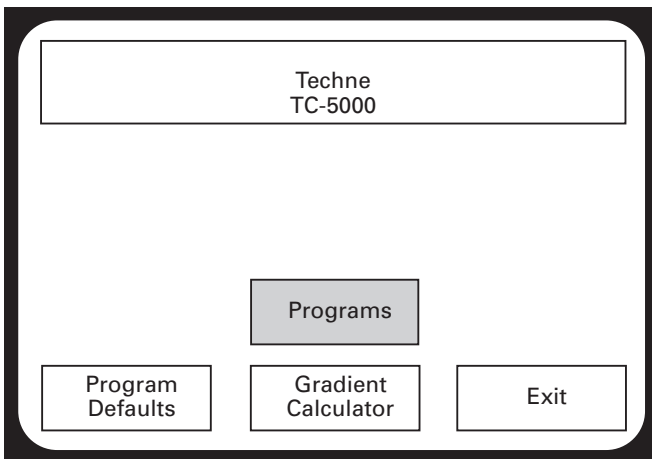 Techne
TC-5000
Programs
Program
Defaults
Gradient
Calculator
Exit